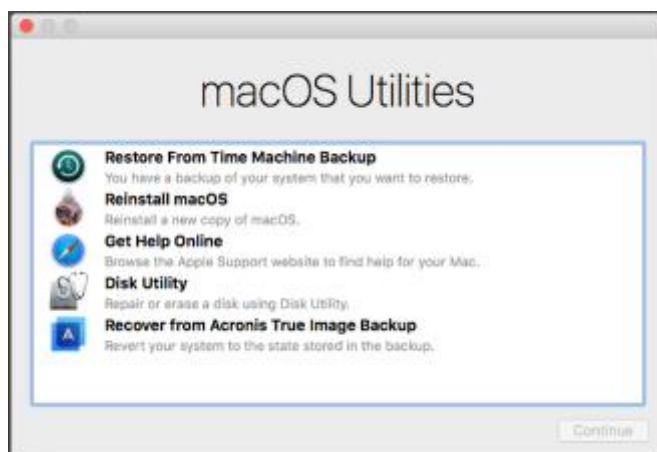 macOS Utilities
Restore From Time Machine Backup
You have a backup of your system that you want to restore.
Reinstall macOS
Reinstall a new copy of macOS.
Get Help Online
Browse the Apple Support website to find help for your Mac.
Disk Utility
Repair or erase a disk using Disk Utility.
Recover from Acronis True Image Backup
Revert your system to the state stored in the backup.
Continue